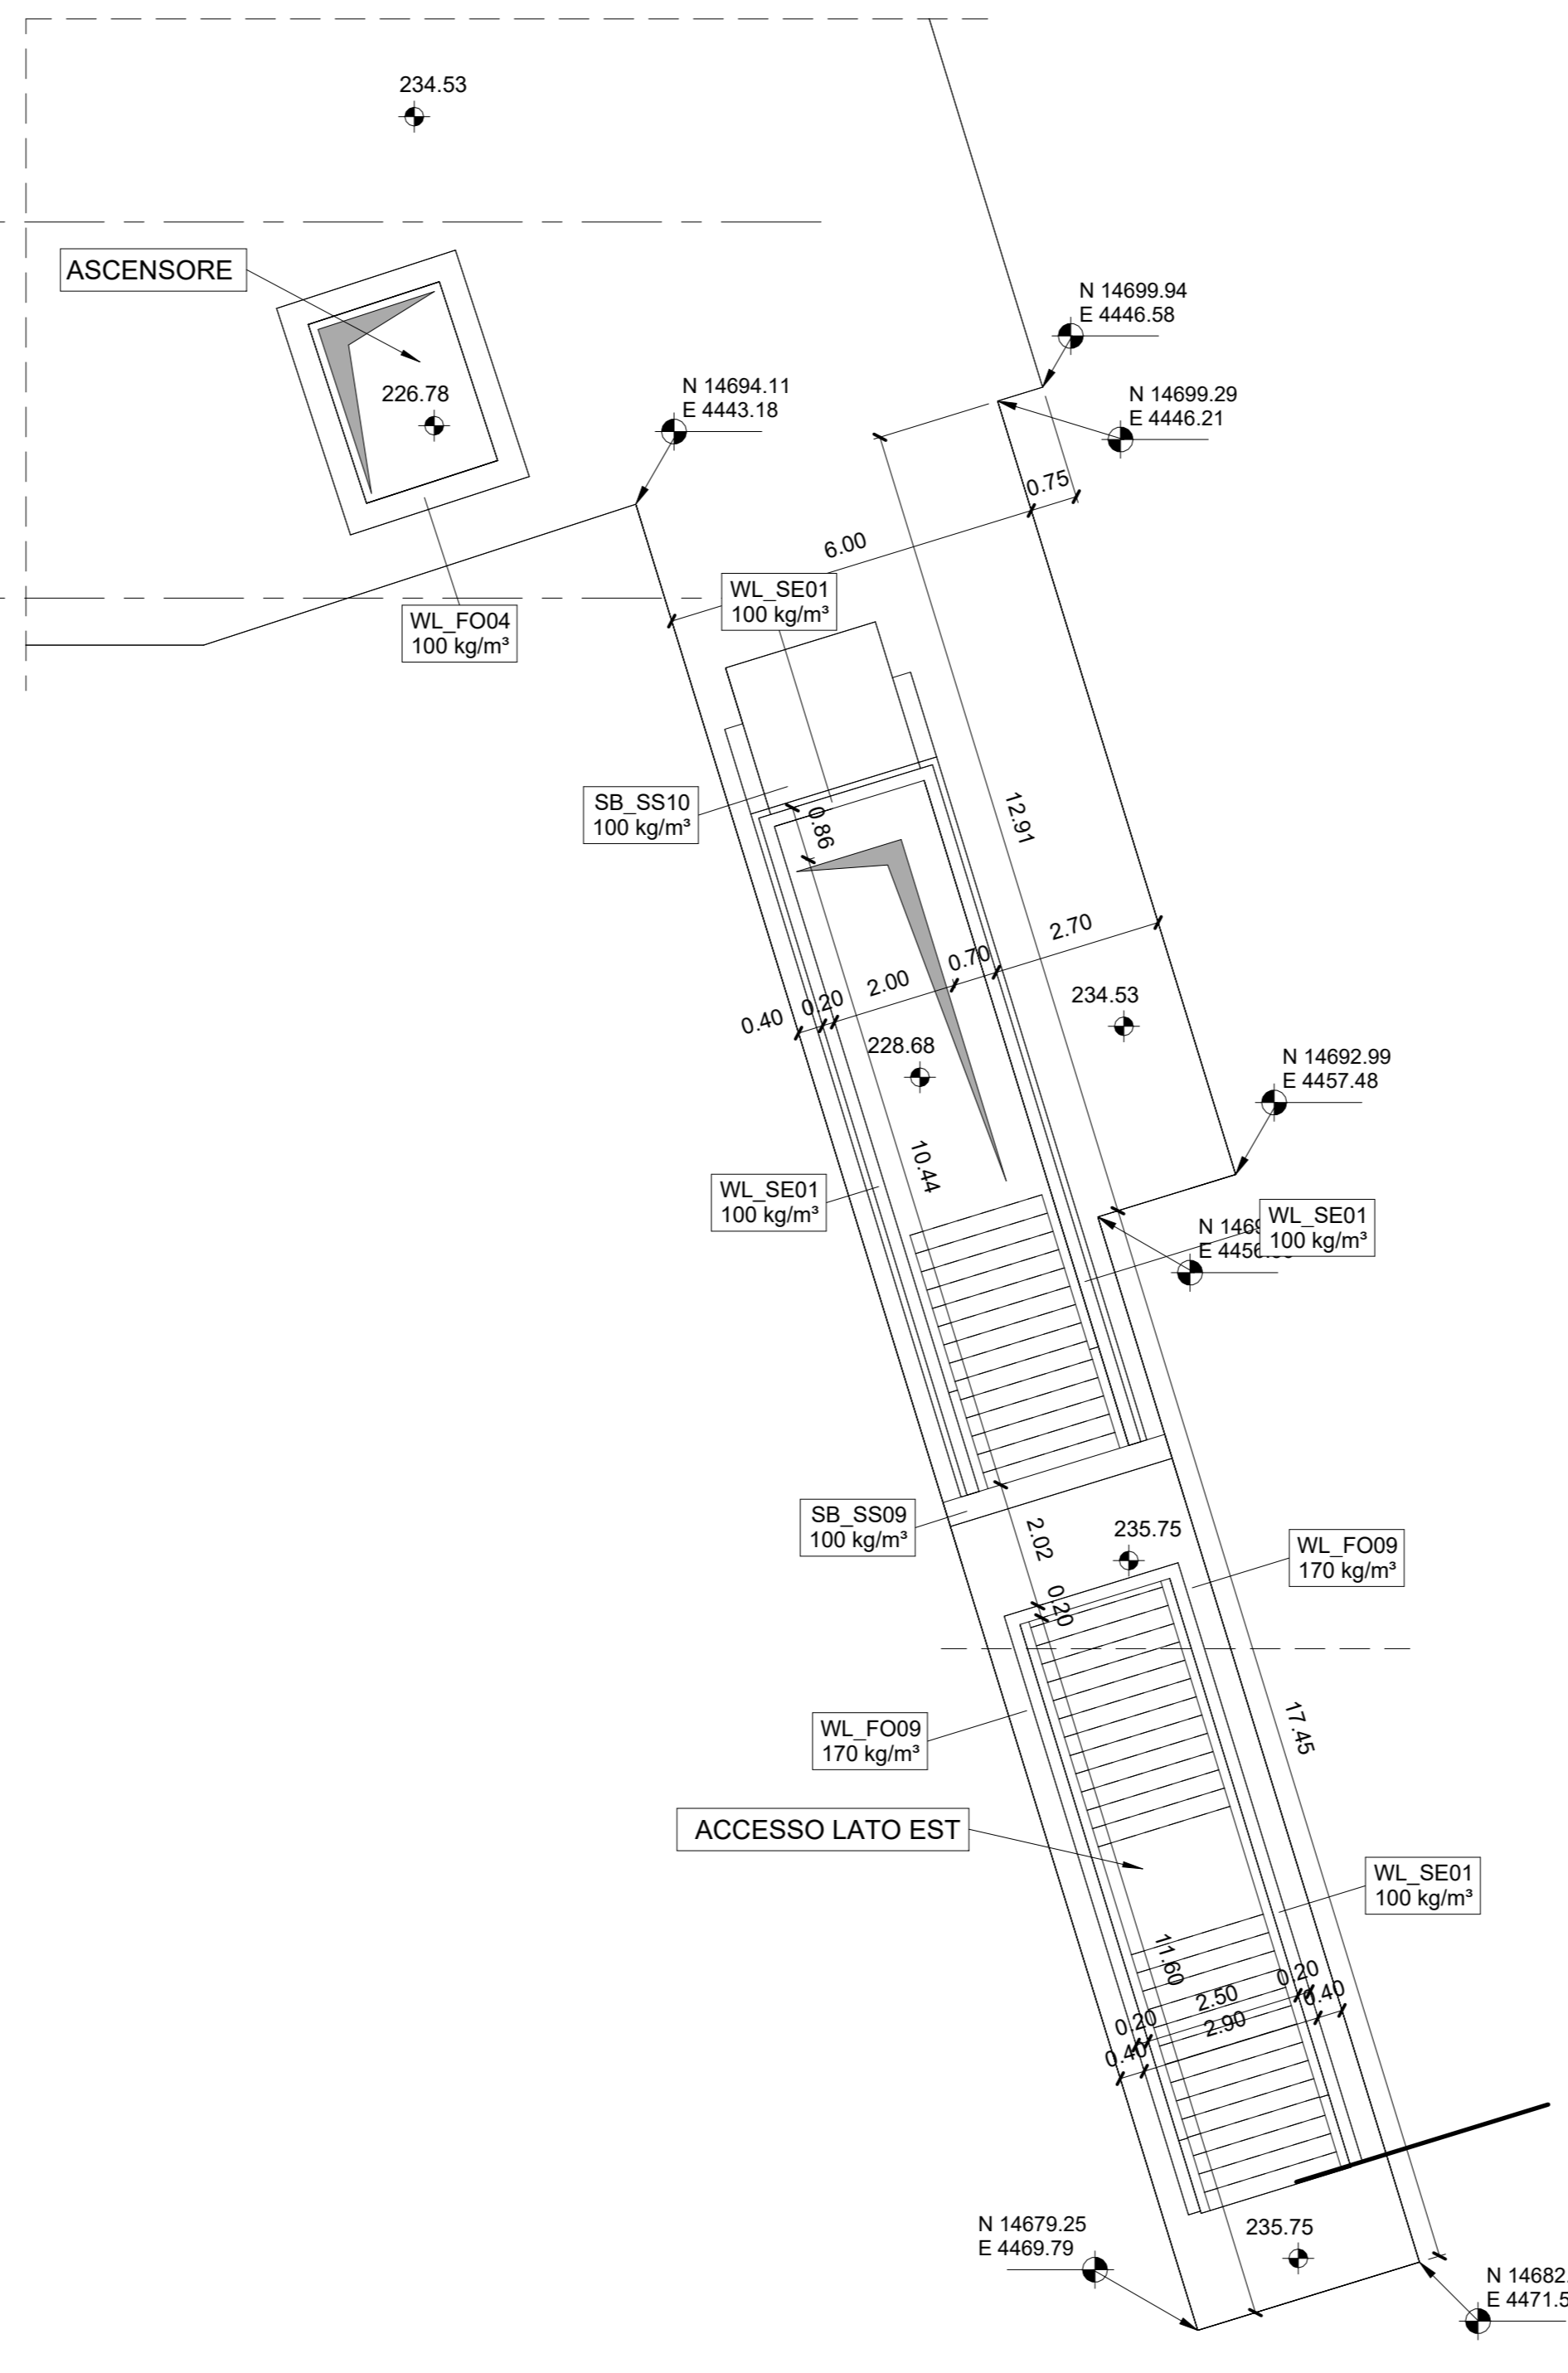 234.53
ASCENSORE
226.78
N 14699.94
E 4446.58
N 14694.11
E 4443.18
N 14699.29
E 4446.21
0.75
6.00
WL_SE01
100 kg/m³
WL_FO04
100 kg/m³
SB_SS10
100 kg/m³
0.86
12.91
2.70
0.70
2.00
0.20
0.40
234.53
228.68
N 14692.99
E 4457.48
10.44
WL_SE01
100 kg/m³
WL_SE01
100 kg/m³
SB_SS09
100 kg/m³
2.02
235.75
WL_FO09
170 kg/m³
0.20
WL_FO09
170 kg/m³
17.45
ACCESSO LATO EST
WL_SE01
100 kg/m³
11.60
0.20
2.50
0.40
0.20
2.90
0.40
N 14679.25
E 4469.79
235.75
N 14682.
E 4471.5